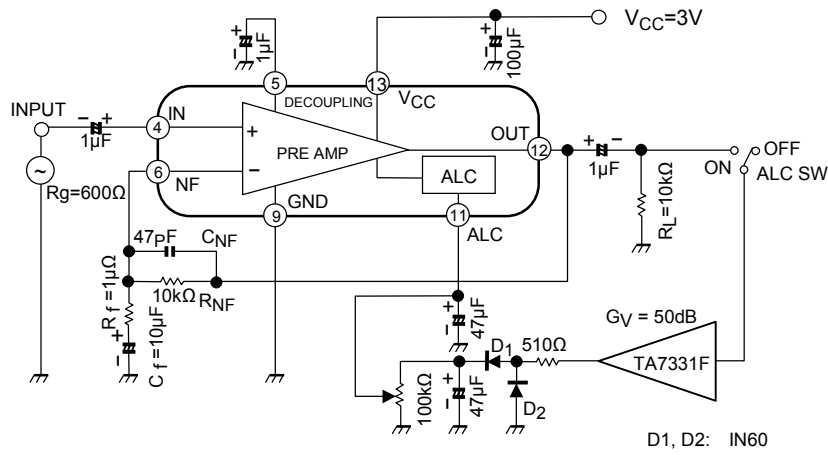 VCC=3V
1µF
100µF
5
13
DECOUPLING
VCC
INPUT
1µF
4
IN
+
PRE AMP
OUT
12
1µF
ON
OFF
ALC SW
6
NF
−
ALC
Rg=600Ω
9
GND
11
ALC
RL=10kΩ
47PF
CNF
10kΩ
RNF
Rf=1µΩ
Cf=10µF
47µF
GV = 50dB
D1
510Ω
TA7331F
100kΩ
47µF
D2
D1, D2: IN60